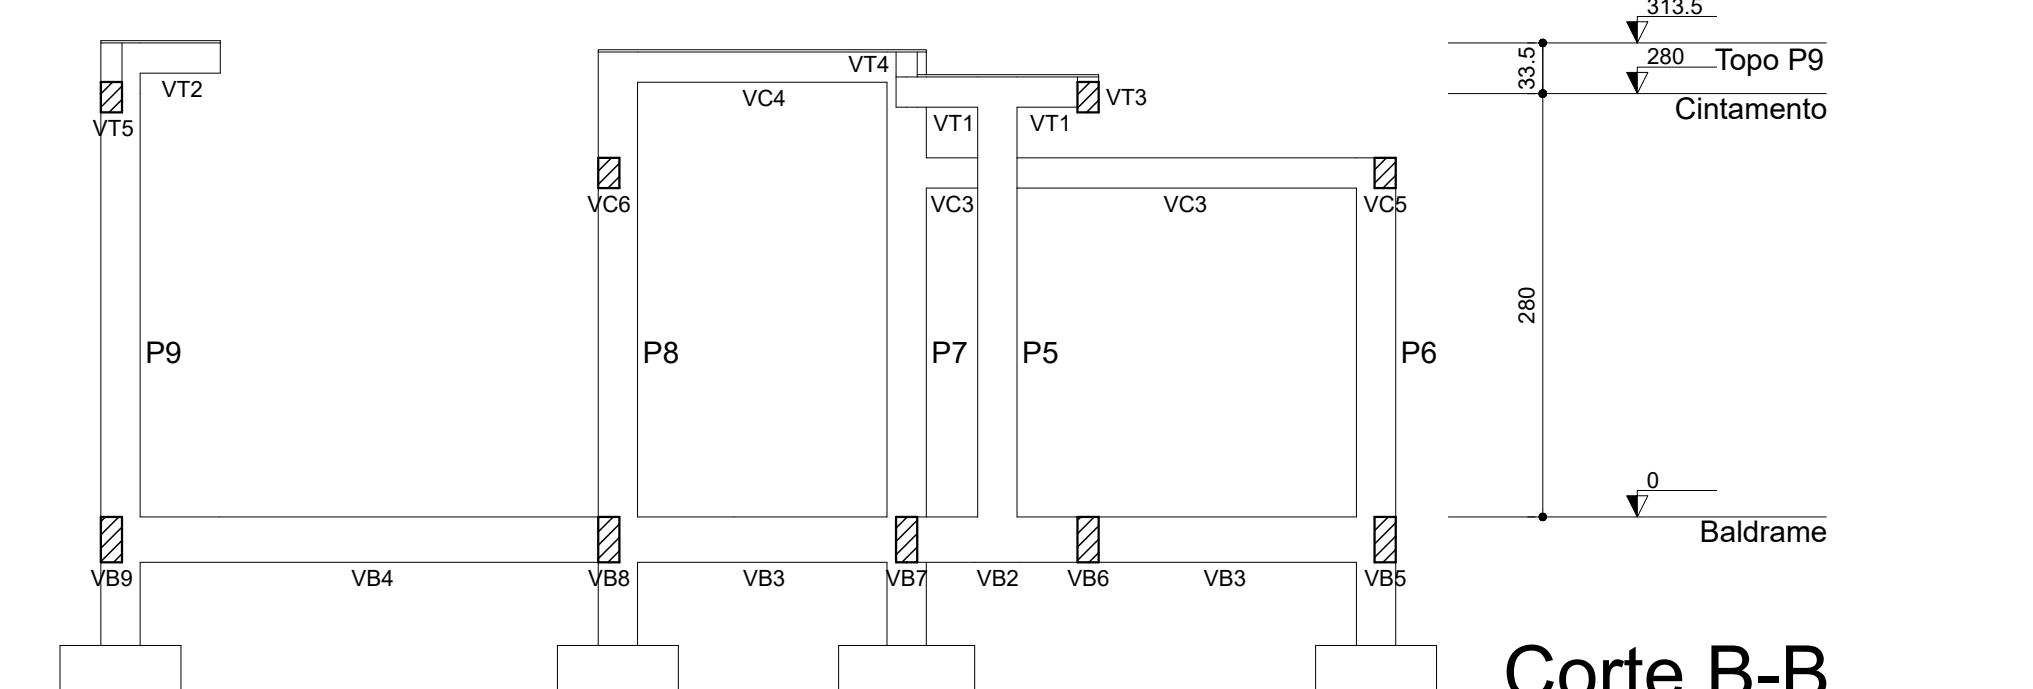 313.5
33.5
280
Topo P9
VT4
VT2
VC4
VT3
Cintamento
VT5
VT1
VT1
VC6
VC3
VC3
VC5
280
P9
P8
P7
P5
P6
0
Baldrame
VB9
VB4
VB8
VB3
VB7
VB2
VB6
VB3
VB5
Corte B-B